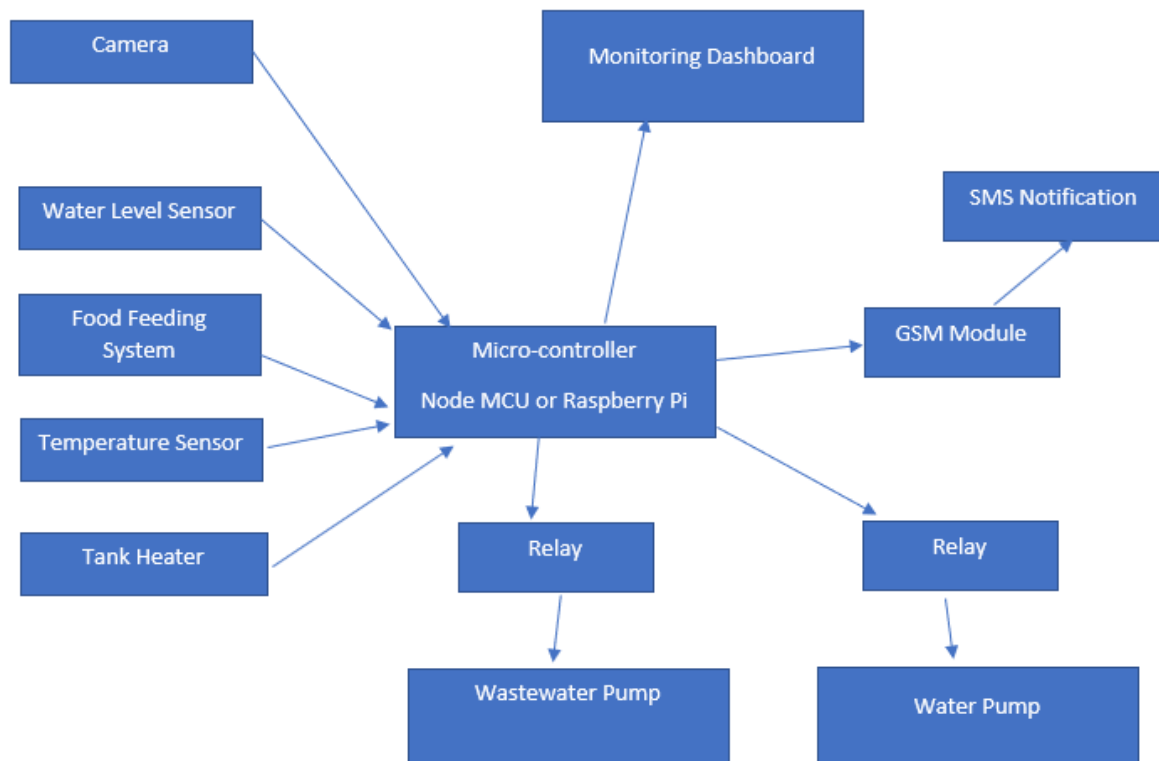 Camera
Monitoring Dashboard
Water Level Sensor
SMS Notification
Food Feeding
System
Micro-controller
Node MCU or Raspberry Pi
GSM Module
Temperature Sensor
Tank Heater
Relay
Relay
Wastewater Pump
Water Pump